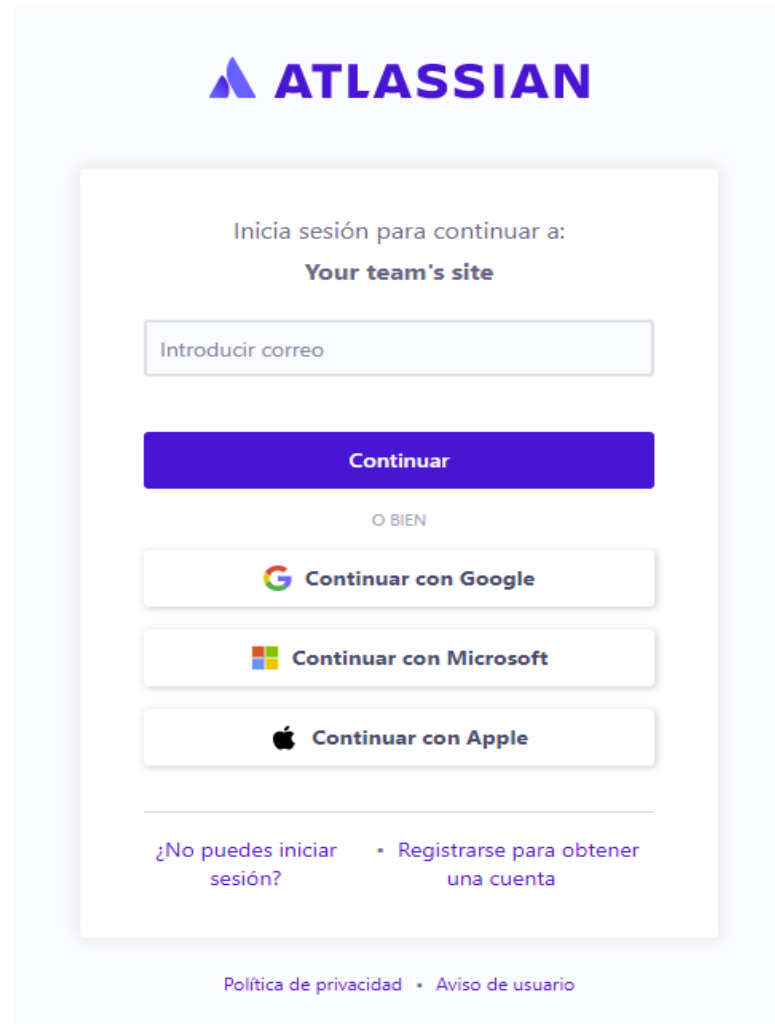 ATLASSIAN
Inicia sesión para continuar a:
Your team's site
Introducir correo
Continuar
O BIEN
Continuar con Google
Continuar con Microsoft
Continuar con Apple
¿No puedes iniciar
sesión?
• Registrarse para obtener
una cuenta
Política de privacidad • Aviso de usuario